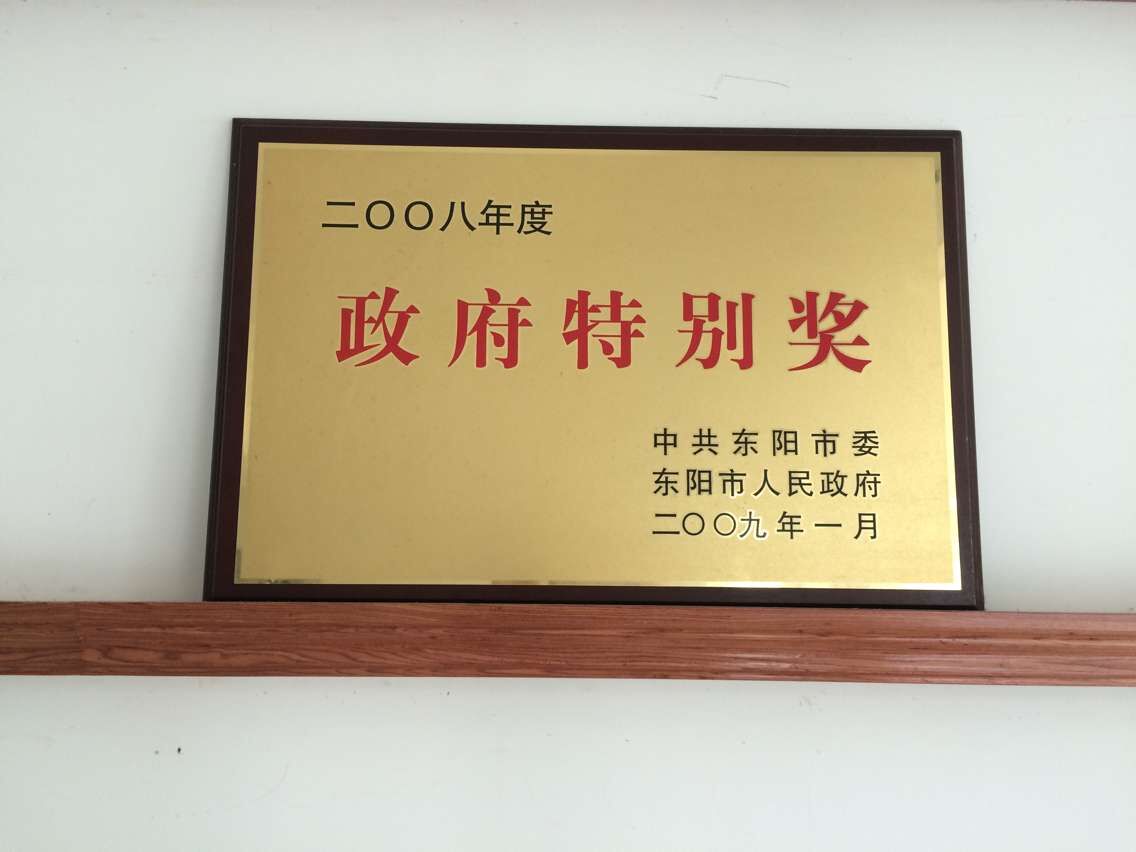 二〇〇八年度
政府特别奖
中共东阳市委
东阳市人民政府
二〇〇九年一月